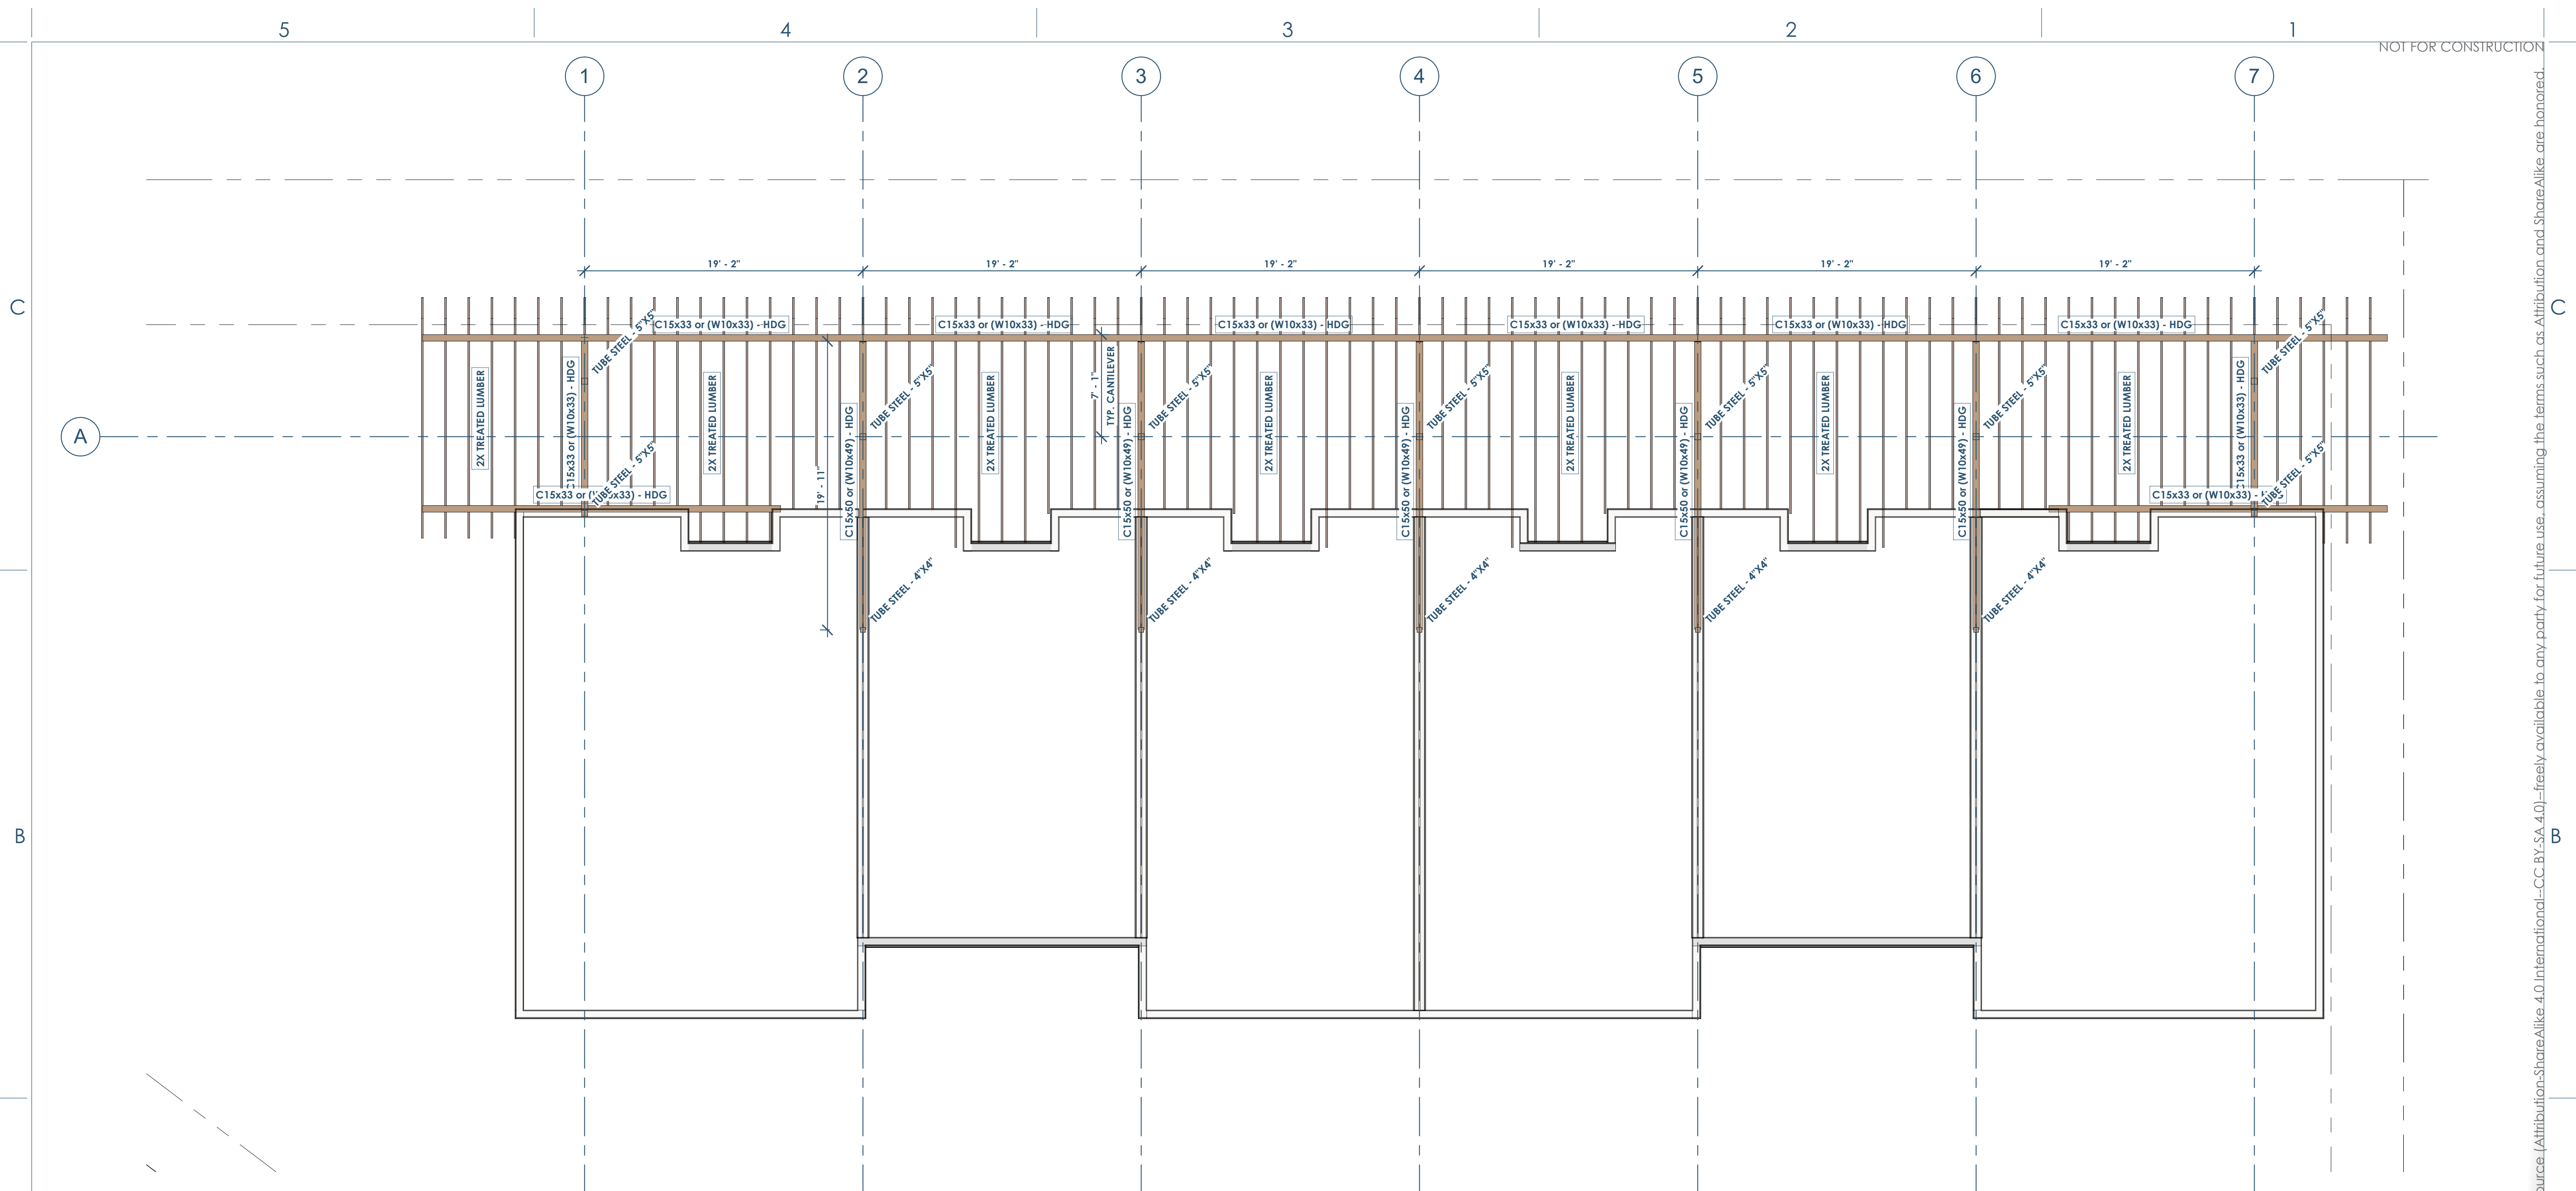 5 4 3 2 1
NOT FOR CONSTRUCTION
1 2 3 4 5 6 7
19' - 2" 19' - 2" 19' - 2" 19' - 2" 19' - 2" 19' - 2"
C C
C15x33 or (W10x33) - HDG C15x33 or (W10x33) - HDG C15x33 or (W10x33) - HDG C15x33 or (W10x33) - HDG C15x33 or (W10x33) - HDG C15x33 or (W10x33) - HDG
TUBE STEEL - 5"X5"
TUBE STEEL - 5"X5"
2X TREATED LUMBER
C15x33 or (W10x33) - HDG
2X TREATED LUMBER
C15x50 or (W10x49) - HDG
TUBE STEEL - 5"X5"
2X TREATED LUMBER
7' - 1"
TYP. CANTILEVER
C15x50 or (W10x49) - HDG
TUBE STEEL - 5"X5"
2X TREATED LUMBER
C15x50 or (W10x49) - HDG
TUBE STEEL - 5"X5"
2X TREATED LUMBER
C15x50 or (W10x49) - HDG
TUBE STEEL - 5"X5"
2X TREATED LUMBER
C15x50 or (W10x49) - HDG
TUBE STEEL - 5"X5"
2X TREATED LUMBER
C15x33 or (W10x33) - HDG
A
19' - 11"
TUBE STEEL - 5"X5"
TUBE STEEL - 5"X5"
C15x33 or (W10x33) - HDG
C15x33 or (W10x33) -
TUBE STEEL - 4"X4"
TUBE STEEL - 4"X4"
TUBE STEEL - 4"X4"
TUBE STEEL - 4"X4"
TUBE STEEL - 4"X4"
B B
(Attribution-ShareAlike 4.0 International--CC BY-SA 4.0)--freely available to any party for future use, assuming the terms such as Attribution and ShareAlike are honored.